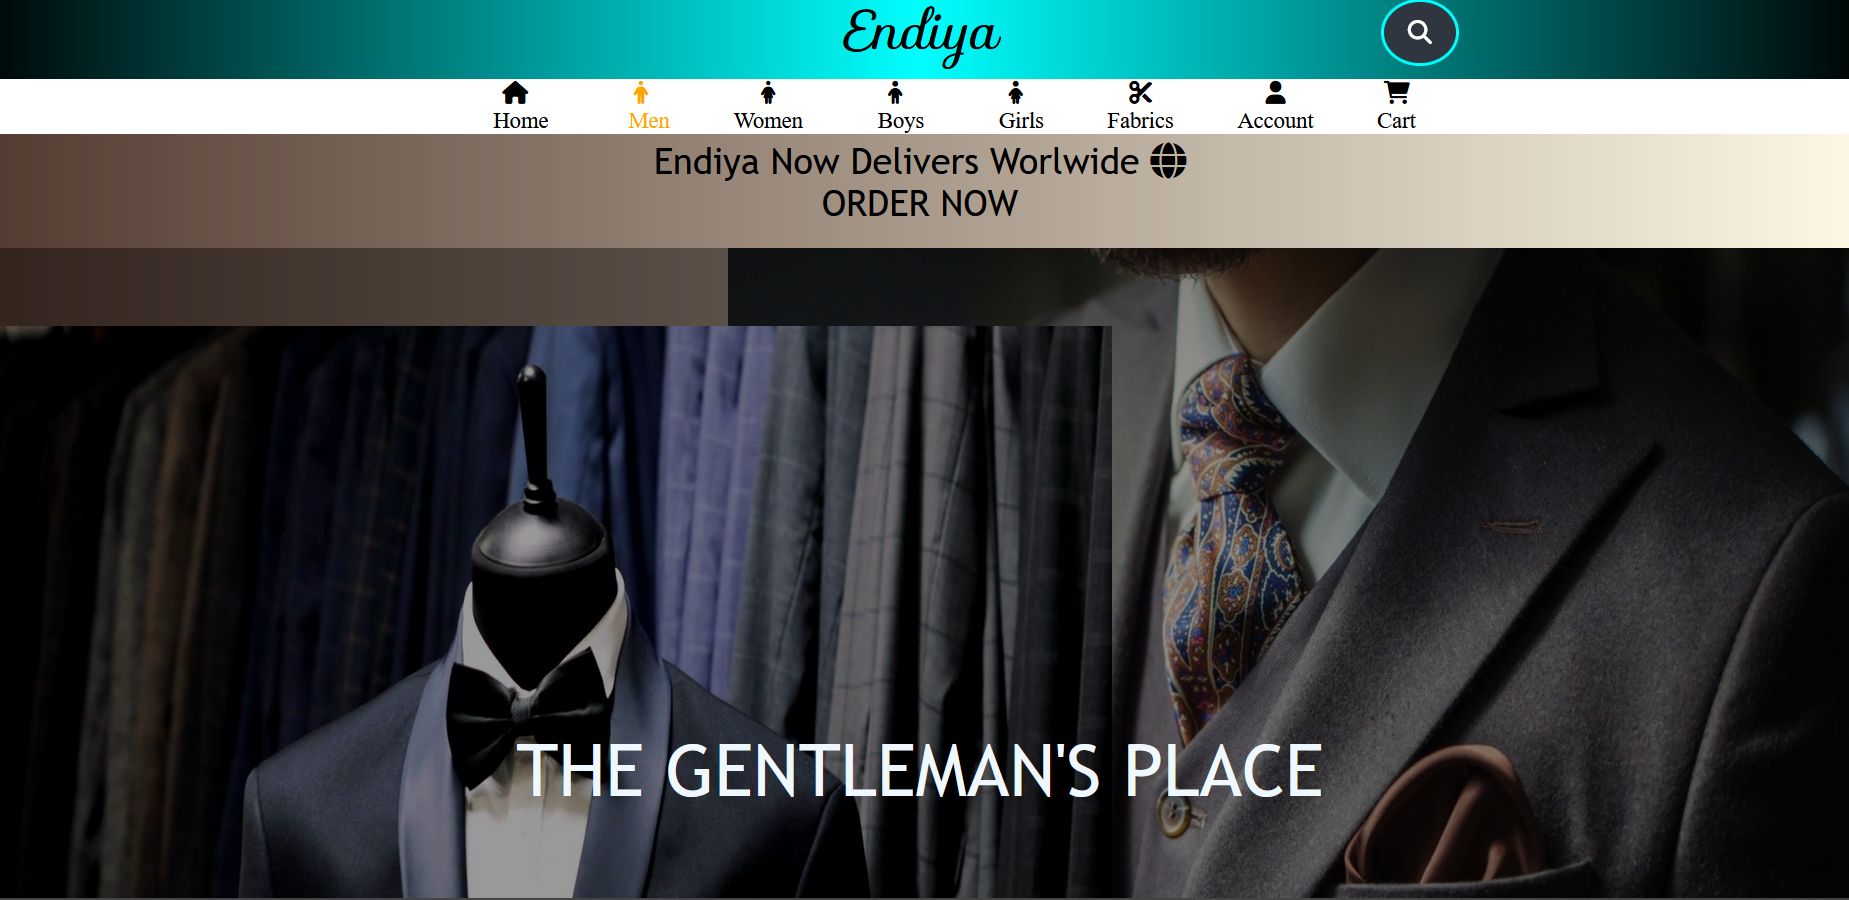 Endiya
Home Men Women Boys Girls Fabrics Account Cart
Endiya Now Delivers Worlwide
ORDER NOW
THE GENTLEMAN'S PLACE